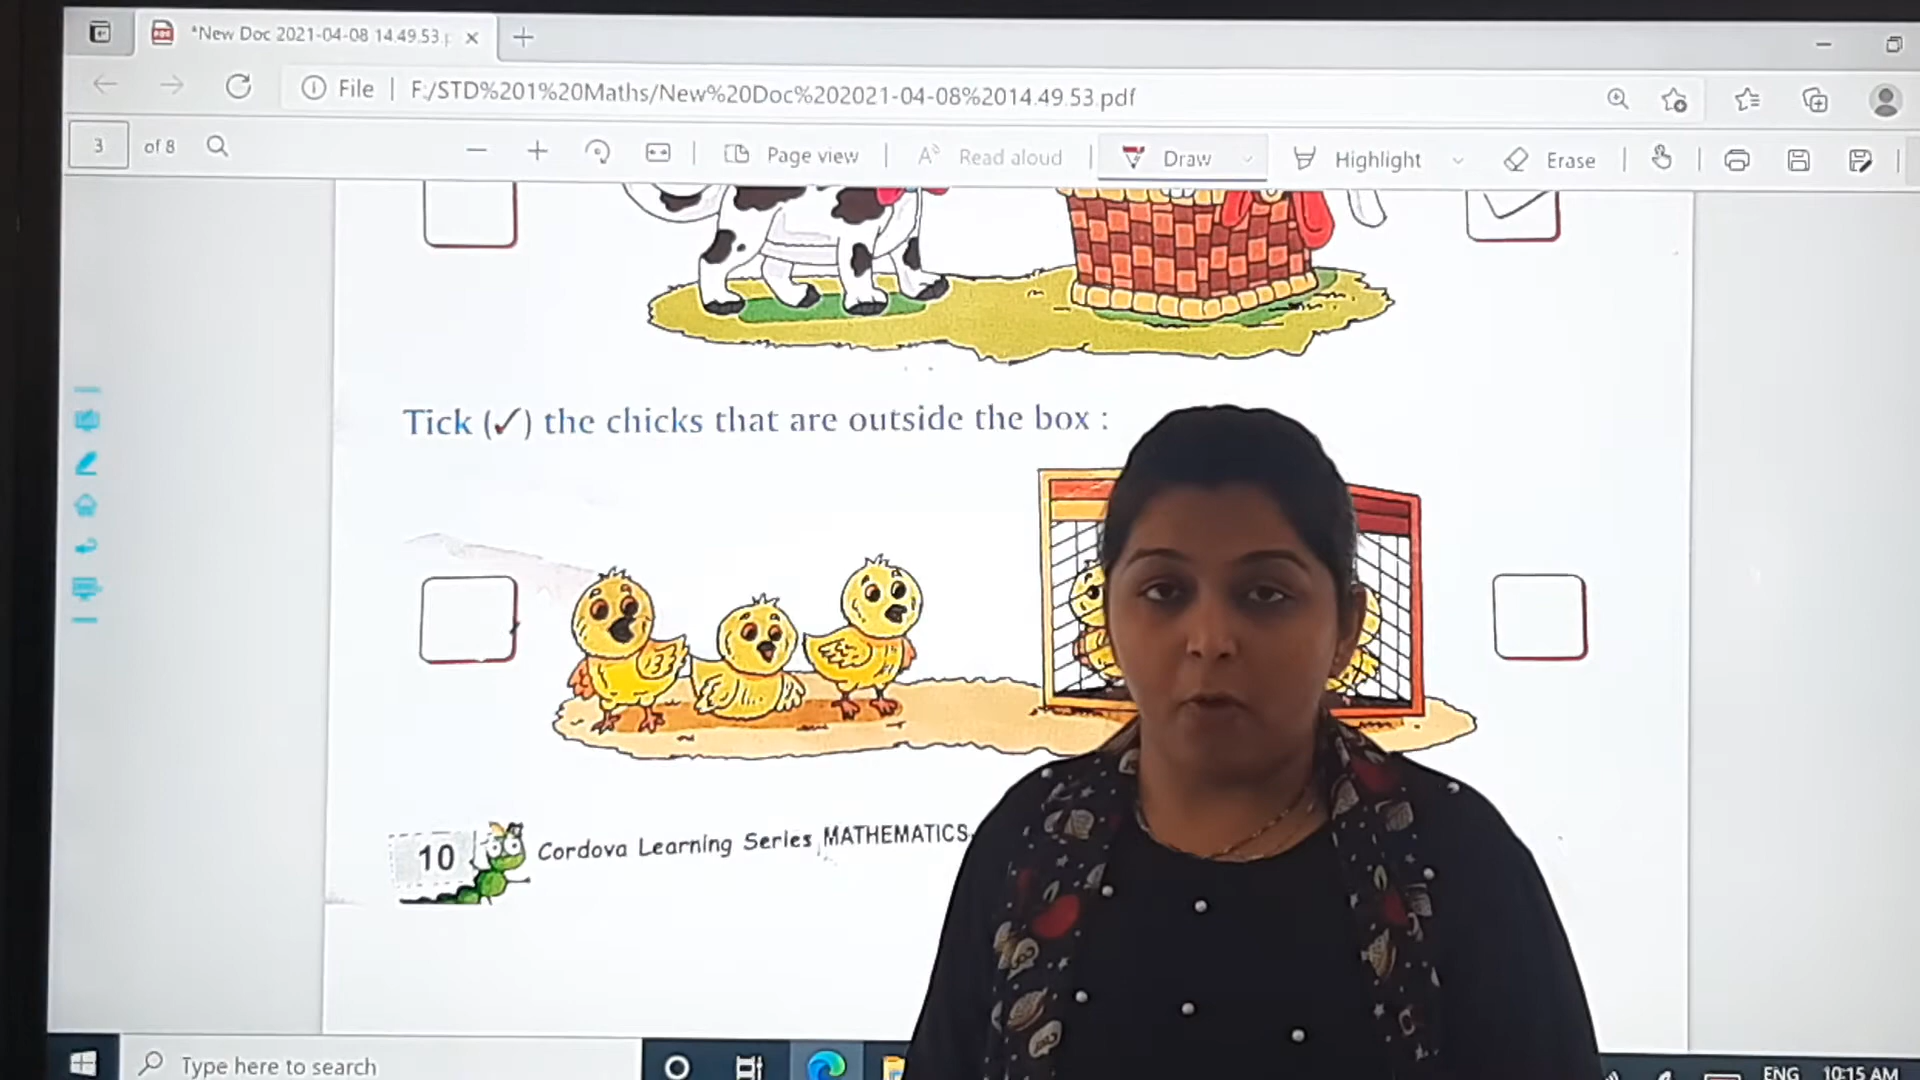 *New Doc 2021-04-08 14.49.53.p
File | F:/STD%201%20Maths/New%20Doc%202021-04-08%2014.49.53.pdf
3 of 8 Page view Read aloud Draw Highlight Erase
Tick (✓) the chicks that are outside the box :
10 Cordova Learning Series MATHEMATICS
Type here to search
ENG 10:15 AM